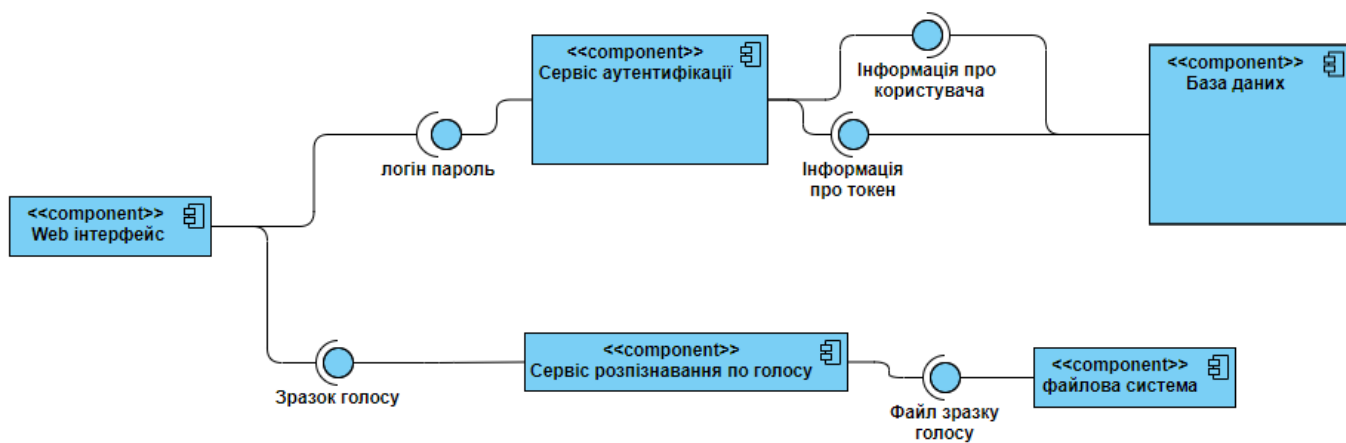 <<component>>
Сервіс аутентифікації
Інформація про
користувача
<<component>>
База даних
логін пароль
Інформація
про токен
<<component>>
Web інтерфейс
<<component>>
Сервіс розпізнавання по голосу
<<component>>
файлова система
Зразок голосу
Файл зразку
голосу